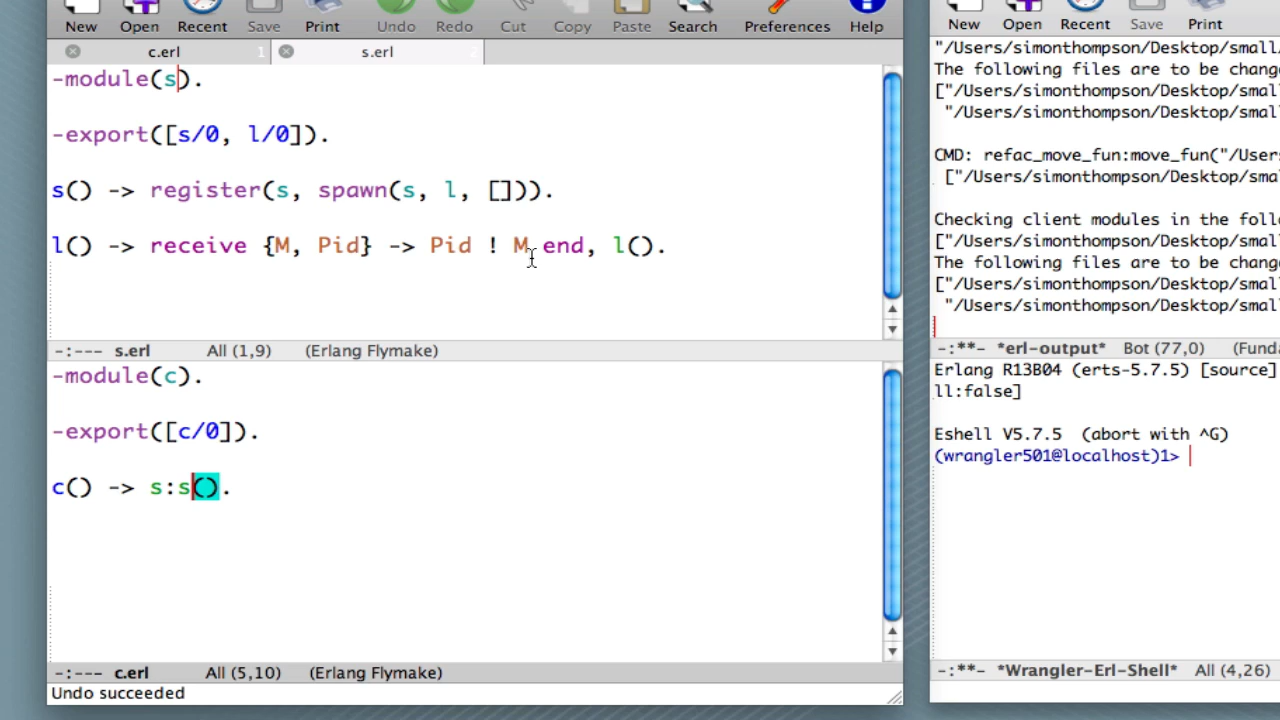 New Open Recent Save Print Undo Redo Cut Copy Paste Search Preferences Help
c.erl 1 s.erl
-module(s).
-export([s/0, l/0]).
s() -> register(s, spawn(s, l, [])).
l() -> receive {M, Pid} -> Pid ! M end, l().
-:--- s.erl All (1,9) (Erlang Flymake)
-module(c).
-export([c/0]).
c() -> s:s().
-:--- c.erl All (5,10) (Erlang Flymake)
Undo succeeded
New Open Recent Save Print
"/Users/simonthompson/Desktop/small/
The following files are to be change
["/Users/simonthompson/Desktop/small
"/Users/simonthompson/Desktop/small
CMD: refac_move_fun:move_fun("/Users
["/Users/simonthompson/Desktop/smal
Checking client modules in the follo
["/Users/simonthompson/Desktop/small
The following files are to be change
["/Users/simonthompson/Desktop/small
"/Users/simonthompson/Desktop/small
-:**- *erl-output* Bot (77,0) (Funda
Erlang R13B04 (erts-5.7.5) [source]
ll:false]
Eshell V5.7.5 (abort with ^G)
(wrangler501@localhost)1>
-:**- *Wrangler-Erl-Shell* All (4,26)